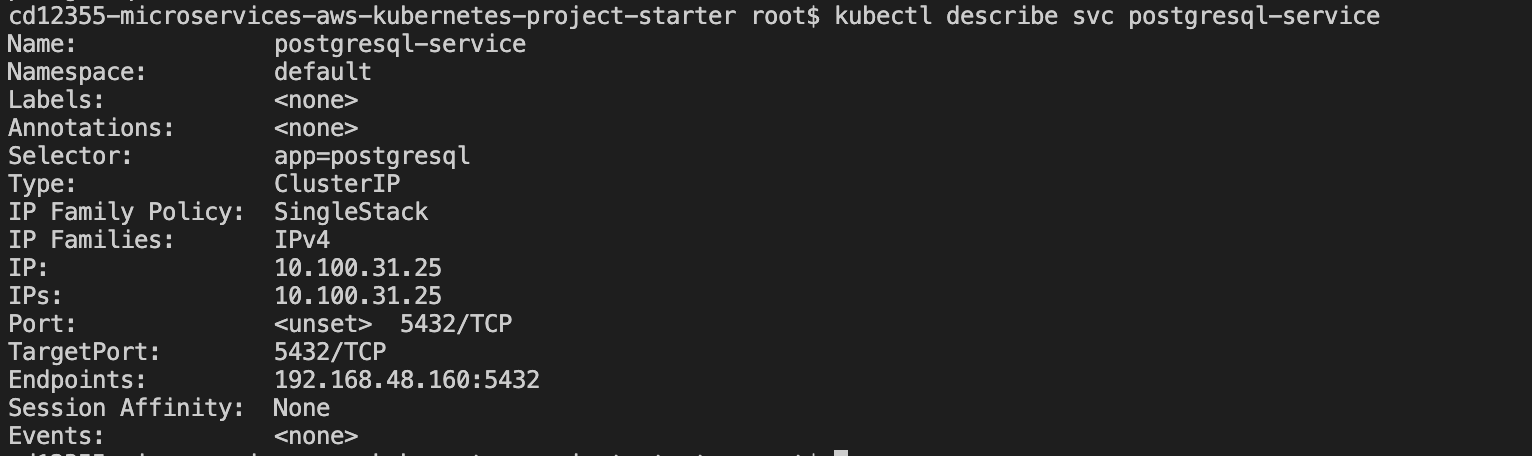 cd12355-microservices-aws-kubernetes-project-starter root$ kubectl describe svc postgresql-service
Name:              postgresql-service
Namespace:         default
Labels:            <none>
Annotations:       <none>
Selector:          app=postgresql
Type:              ClusterIP
IP Family Policy:  SingleStack
IP Families:       IPv4
IP:                10.100.31.25
IPs:               10.100.31.25
Port:              <unset>  5432/TCP
TargetPort:        5432/TCP
Endpoints:         192.168.48.160:5432
Session Affinity:  None
Events:            <none>